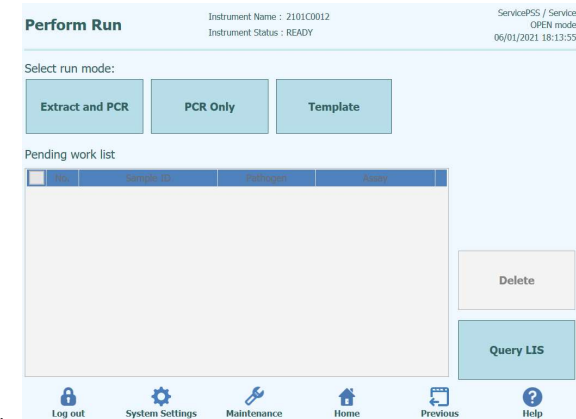 Perform Run
Instrument Name : 2101C0012
Instrument Status : READY
ServicePSS / Service
OPEN mode
06/01/2021 18:13:55
Select run mode:
Extract and PCR
PCR Only
Template
Pending work list
No. Sample ID Pathogen Assay
Delete
Query LIS
Log out
System Settings
Maintenance
Home
Previous
Help